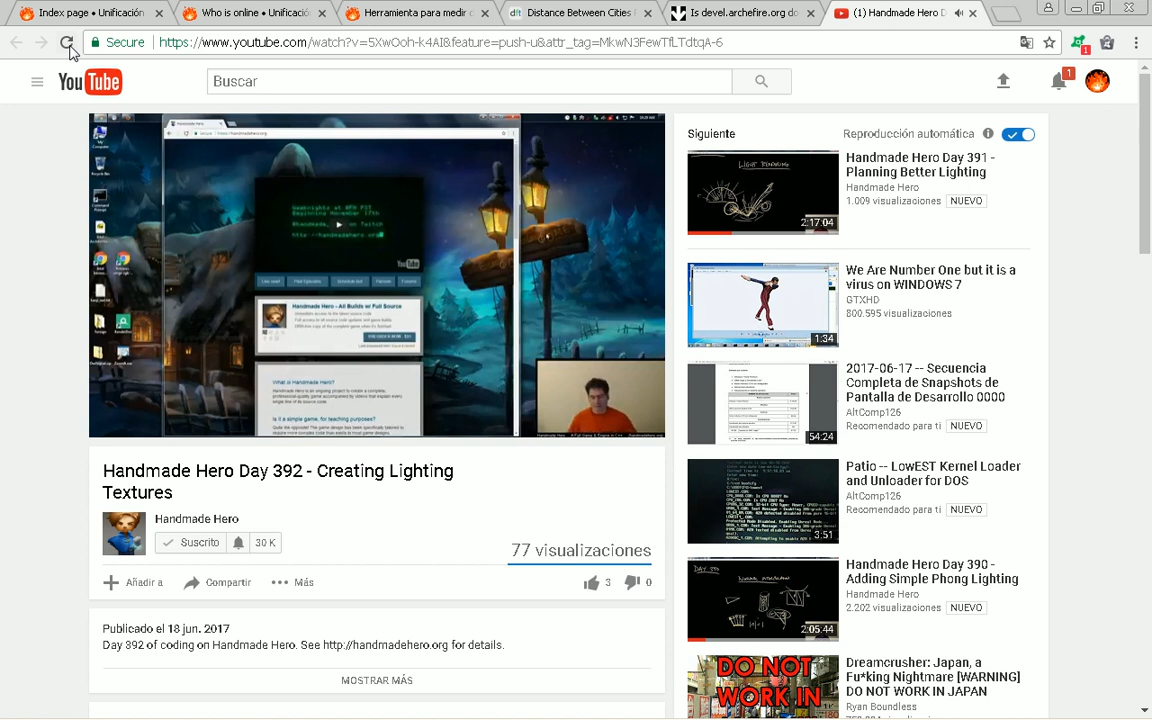 Index page • Unificación
Who is online • Unificació
Herramienta para medir c
Distance Between Cities
Is devel.archefire.org do
(1) Handmade Hero D
Secure
https://www.youtube.com/watch?v=5XwOoh-k4AI&feature=push-u&attr_tag=MkwN3FewTfLTdtqA-6
1
YouTube
Buscar
1
Handmade Hero Day 392 - Creating Lighting
Textures
Handmade Hero
Suscrito
30 K
77 visualizaciones
Añadir a
Compartir
Más
3
0
Publicado el 18 jun. 2017
Day 392 of coding on Handmade Hero. See http://handmadehero.org for details.
MOSTRAR MÁS
Siguiente
Reproducción automática
LIGHT RENDERING
2:17:04
Handmade Hero Day 391 -
Planning Better Lighting
Handmade Hero
1.009 visualizaciones
NUEVO
1:34
We Are Number One but it is a
virus on WINDOWS 7
GTXHD
800.595 visualizaciones
54:24
2017-06-17 -- Secuencia
Completa de Snapshots de
Pantalla de Desarrollo 0000
AltComp126
Recomendado para ti
NUEVO
3:51
Patio -- LowEST Kernel Loader
and Unloader for DOS
AltComp126
Recomendado para ti
NUEVO
2:05:44
Handmade Hero Day 390 -
Adding Simple Phong Lighting
Handmade Hero
2.202 visualizaciones
NUEVO
DO NOT
WORK IN
Dreamcrusher: Japan, a
Fu*king Nightmare [WARNING]
DO NOT WORK IN JAPAN
Ryan Boundless